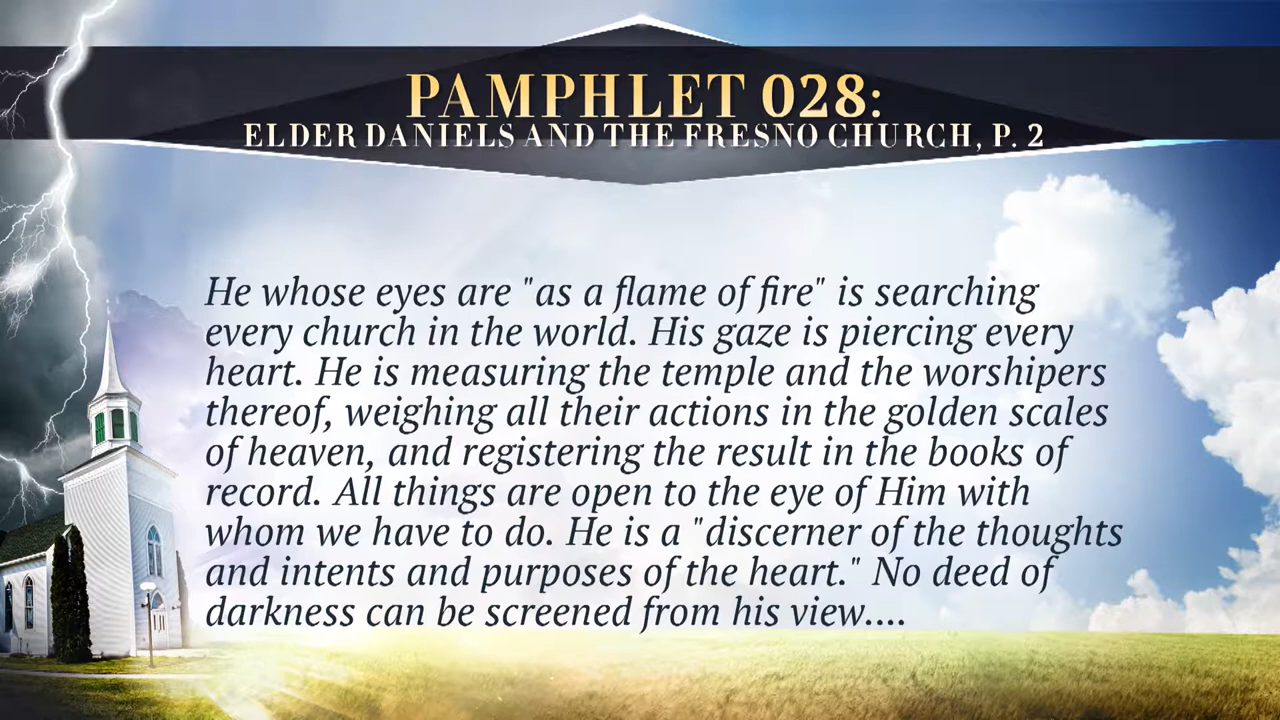 PAMPHLET 028:
ELDER DANIELS AND THE FRESNO CHURCH, P. 2
He whose eyes are "as a flame of fire" is searching
every church in the world. His gaze is piercing every
heart. He is measuring the temple and the worshipers
thereof, weighing all their actions in the golden scales
of heaven, and registering the result in the books of
record. All things are open to the eye of Him with
whom we have to do. He is a "discerner of the thoughts
and intents and purposes of the heart." No deed of
darkness can be screened from his view....